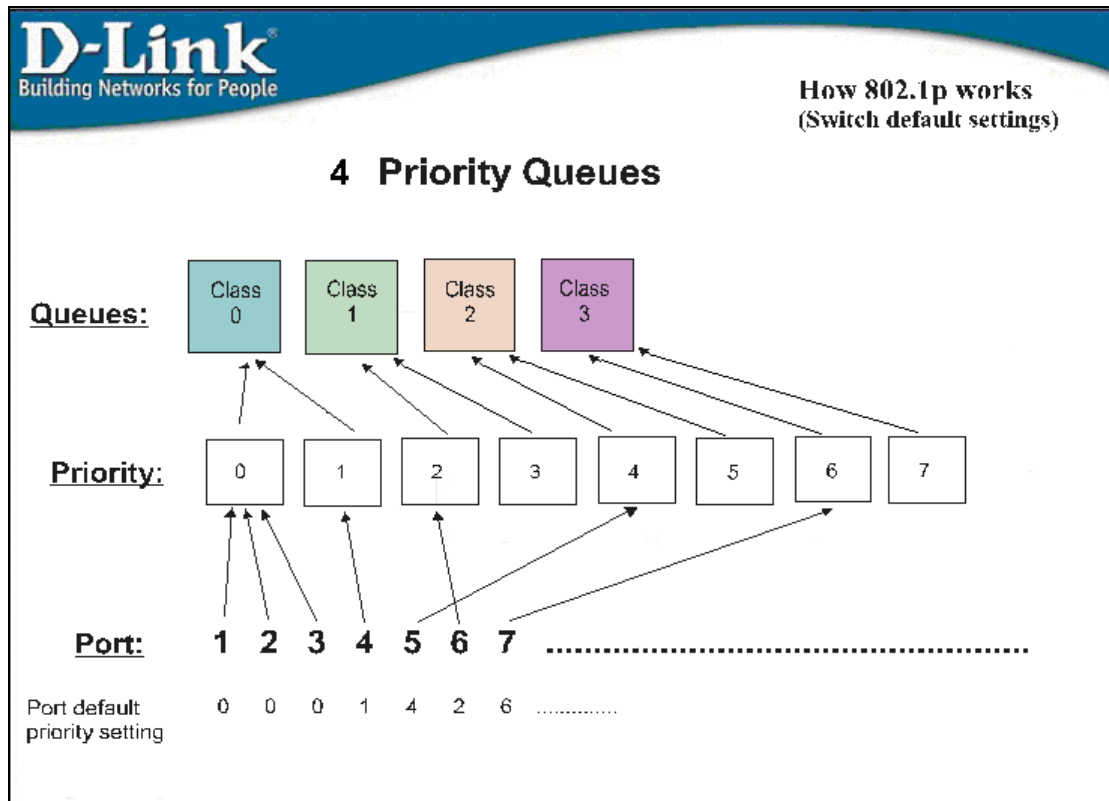 D-Link®
Building Networks for People
How 802.1p works
(Switch default settings)
4 Priority Queues
Queues:
Class 0
Class 1
Class 2
Class 3
Priority:
0 1 2 3 4 5 6 7
Port:
1 2 3 4 5 6 7 ................................................
Port default priority setting
0 0 0 1 4 2 6 .............